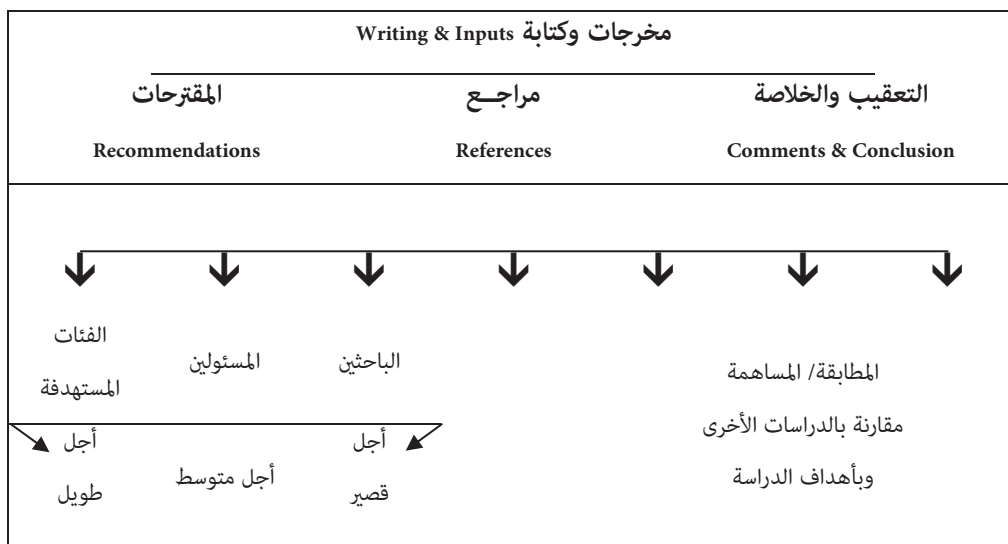 مخرجات وكتابة Writing & Inputs
التعقيب والخلاصة
مراجــع
المقترحات
Comments & Conclusion
References
Recommendations
المطابقة/ المساهمة
مقارنة بالدراسات الأخرى
وبأهداف الدراسة
الباحثين
المسئولين
الفئات
المستهدفة
أجل
قصير
أجل متوسط
أجل
طويل